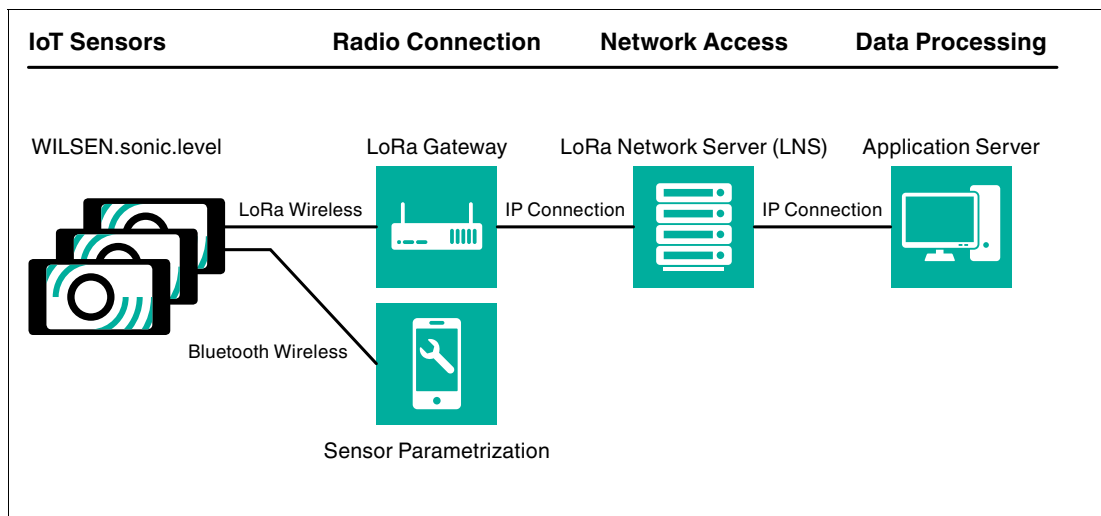 IoT Sensors
Radio Connection
Network Access
Data Processing
WILSEN.sonic.level
LoRa Gateway
LoRa Network Server (LNS)
Application Server
LoRa Wireless
IP Connection
IP Connection
Bluetooth Wireless
Sensor Parametrization